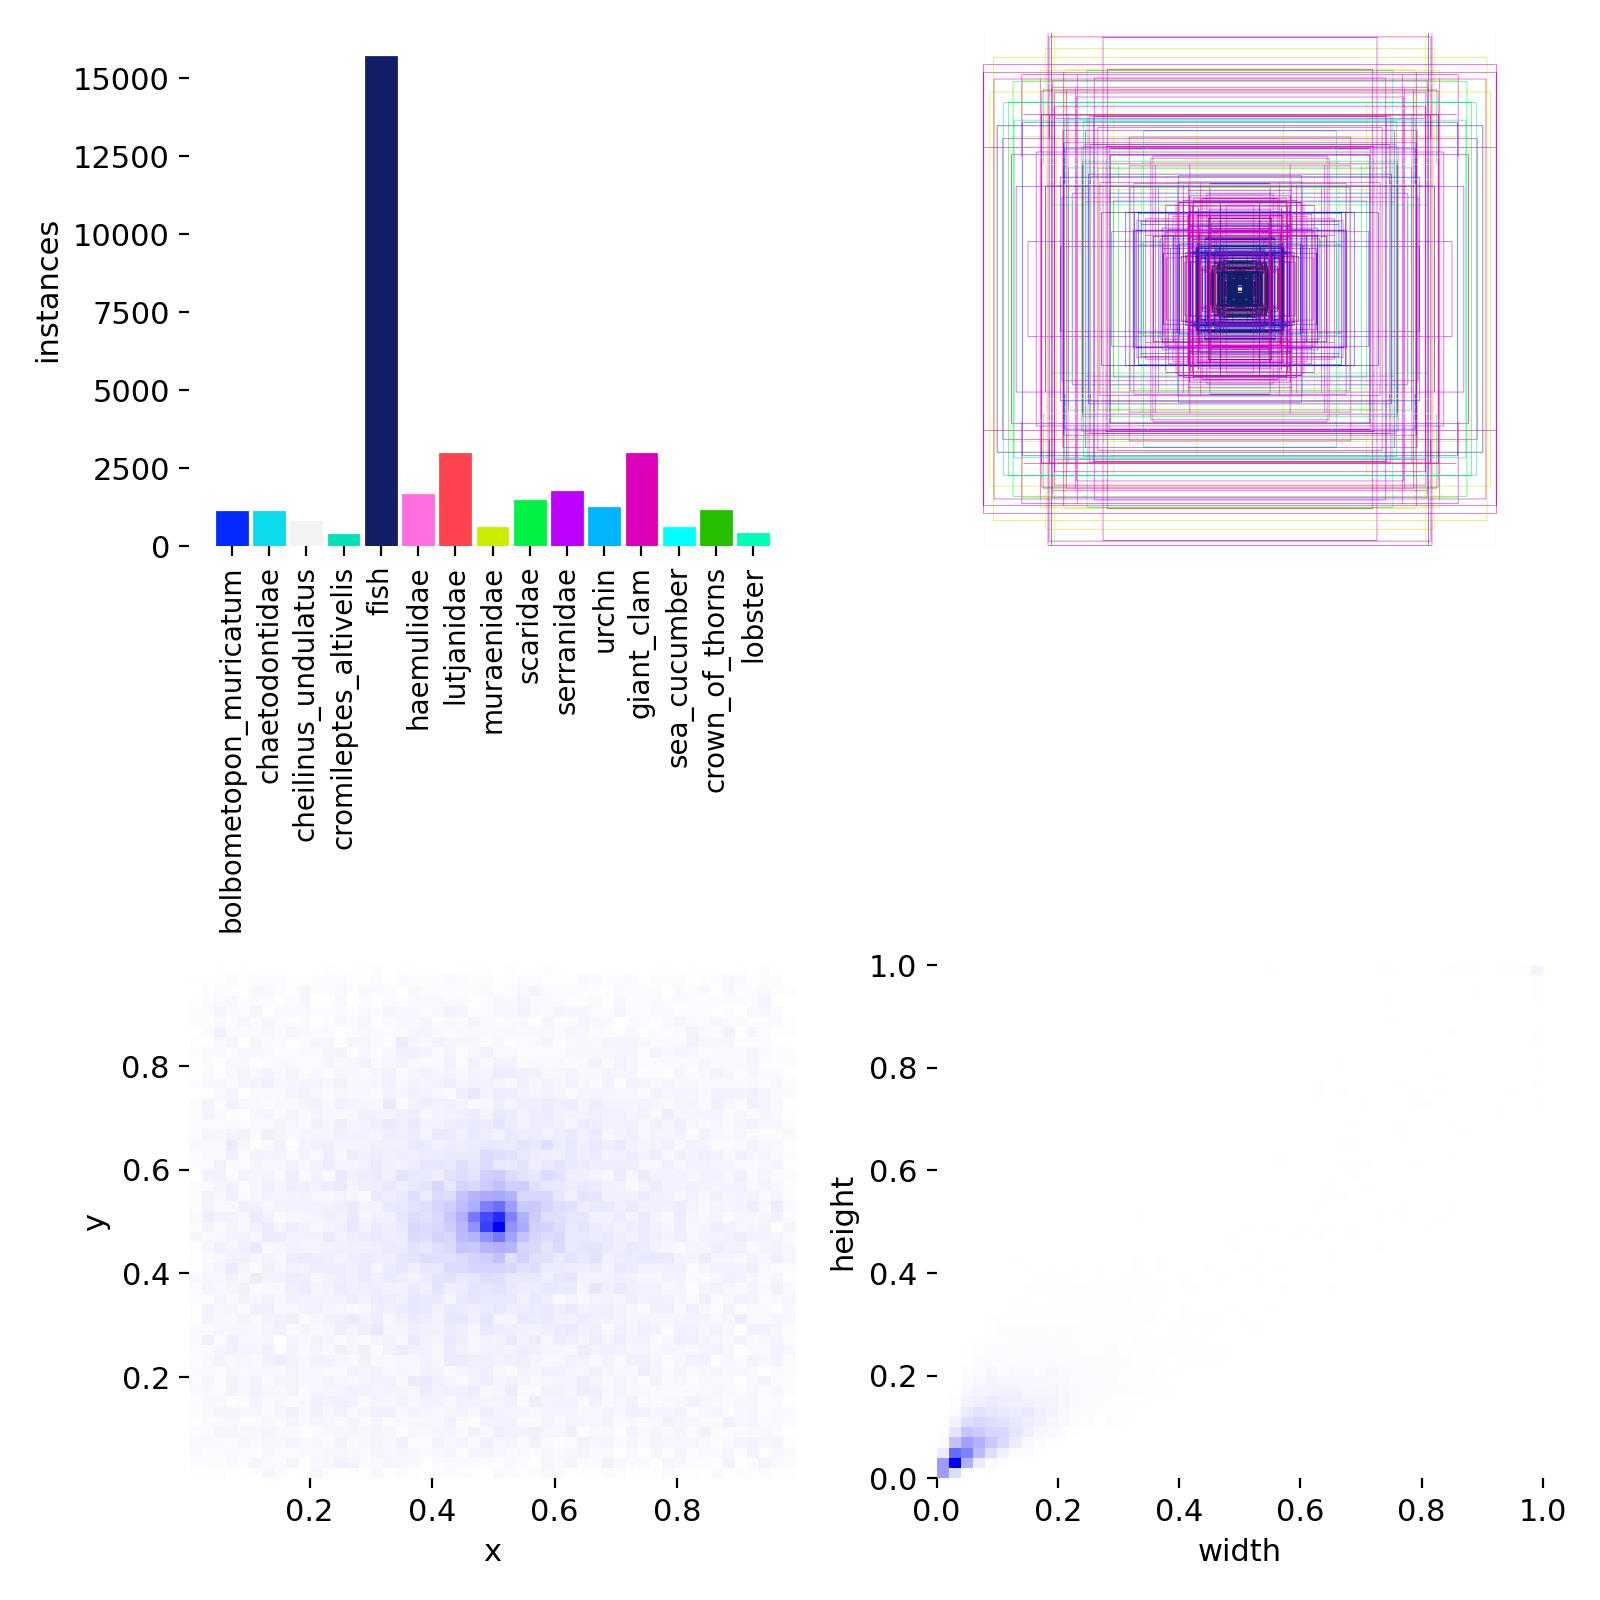 instances
15000
12500
10000
7500
5000
2500
0
bolbometopon_muricatum
chaetodontidae
cheilinus_undulatus
cromileptes_altivelis
fish
haemulidae
lutjanidae
muraenidae
scaridae
serranidae
urchin
giant_clam
sea_cucumber
crown_of_thorns
lobster
y
0.8
0.6
0.4
0.2
0.2 0.4 0.6 0.8
x
height
1.0
0.8
0.6
0.4
0.2
0.0
0.0 0.2 0.4 0.6 0.8 1.0
width